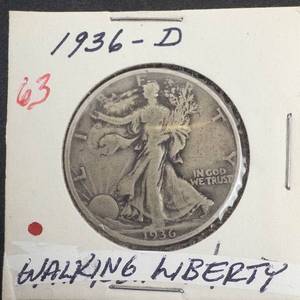 1936-D
63
LIBERTY
IN GOD
WE TRUST
1936
WALKING LIBERTY